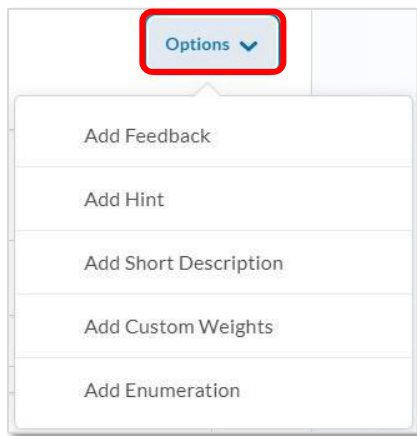 Options
Add Feedback
Add Hint
Add Short Description
Add Custom Weights
Add Enumeration